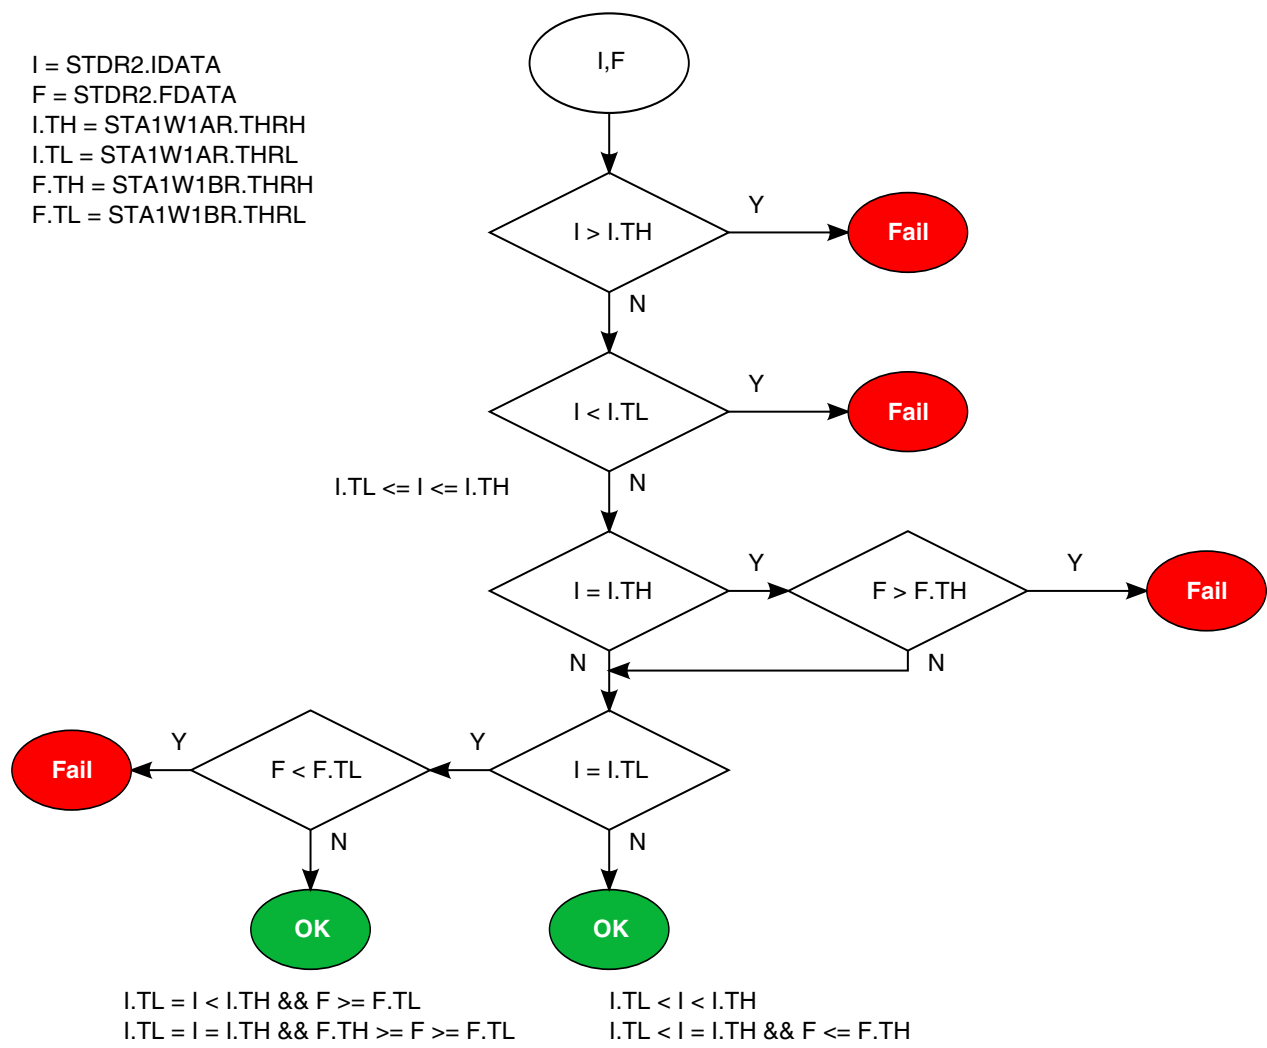 I,F
I = STDR2.IDATA
F = STDR2.FDATA
I.TH = STA1W1AR.THRH
I.TL = STA1W1AR.THRL
F.TH = STA1W1BR.THRH
F.TL = STA1W1BR.THRL
I > I.TH
Y
Fail
N
I < I.TL
Y
Fail
N
I.TL <= I <= I.TH
I = I.TH
Y
F > F.TH
Y
Fail
N
N
I = I.TL
Y
F < F.TL
Y
Fail
N
N
OK
OK
I.TL = I < I.TH && F >= F.TL
I.TL = I = I.TH && F.TH >= F >= F.TL
I.TL < I < I.TH
I.TL < I = I.TH && F <= F.TH